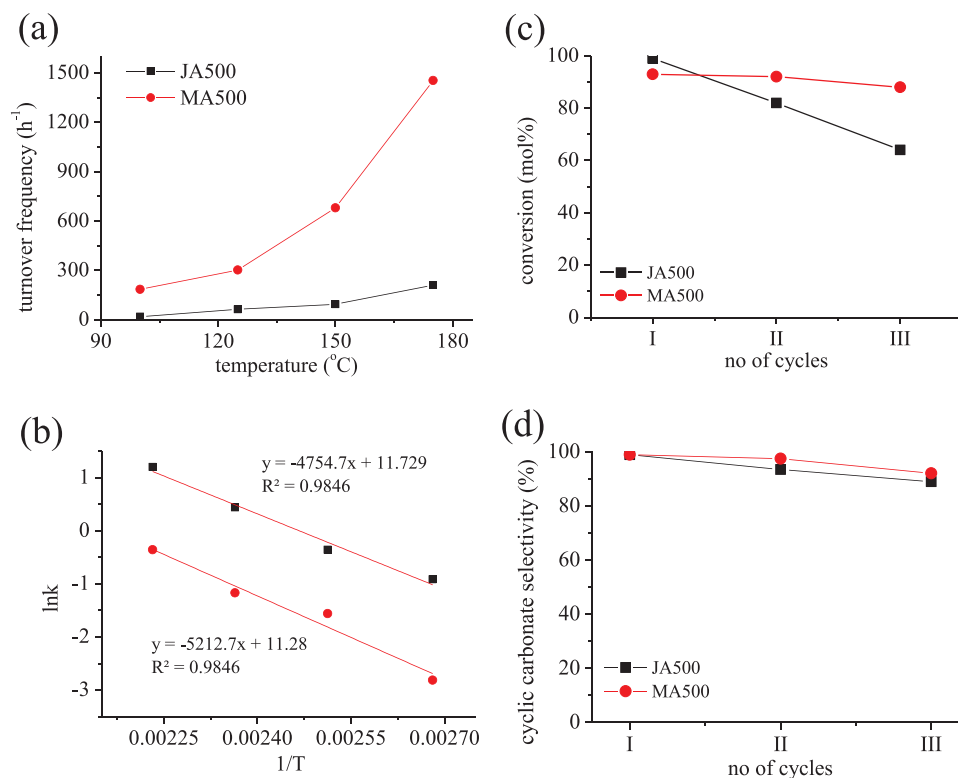 (a)
JA500
MA500
1500
1200
900
600
300
0
90
120
150
180
turnover frequency (h⁻¹)
temperature (°C)
(c)
100
80
60
40
20
0
conversion (mol%)
JA500
MA500
I
II
III
no of cycles
(b)
y = -4754.7x + 11.729
R² = 0.9846
1
0
-1
-2
-3
lnk
y = -5212.7x + 11.28
R² = 0.9846
0.00225
0.00240
0.00255
0.00270
1/T
(d)
100
80
60
40
20
0
cyclic carbonate selectivity (%)
JA500
MA500
I
II
III
no of cycles